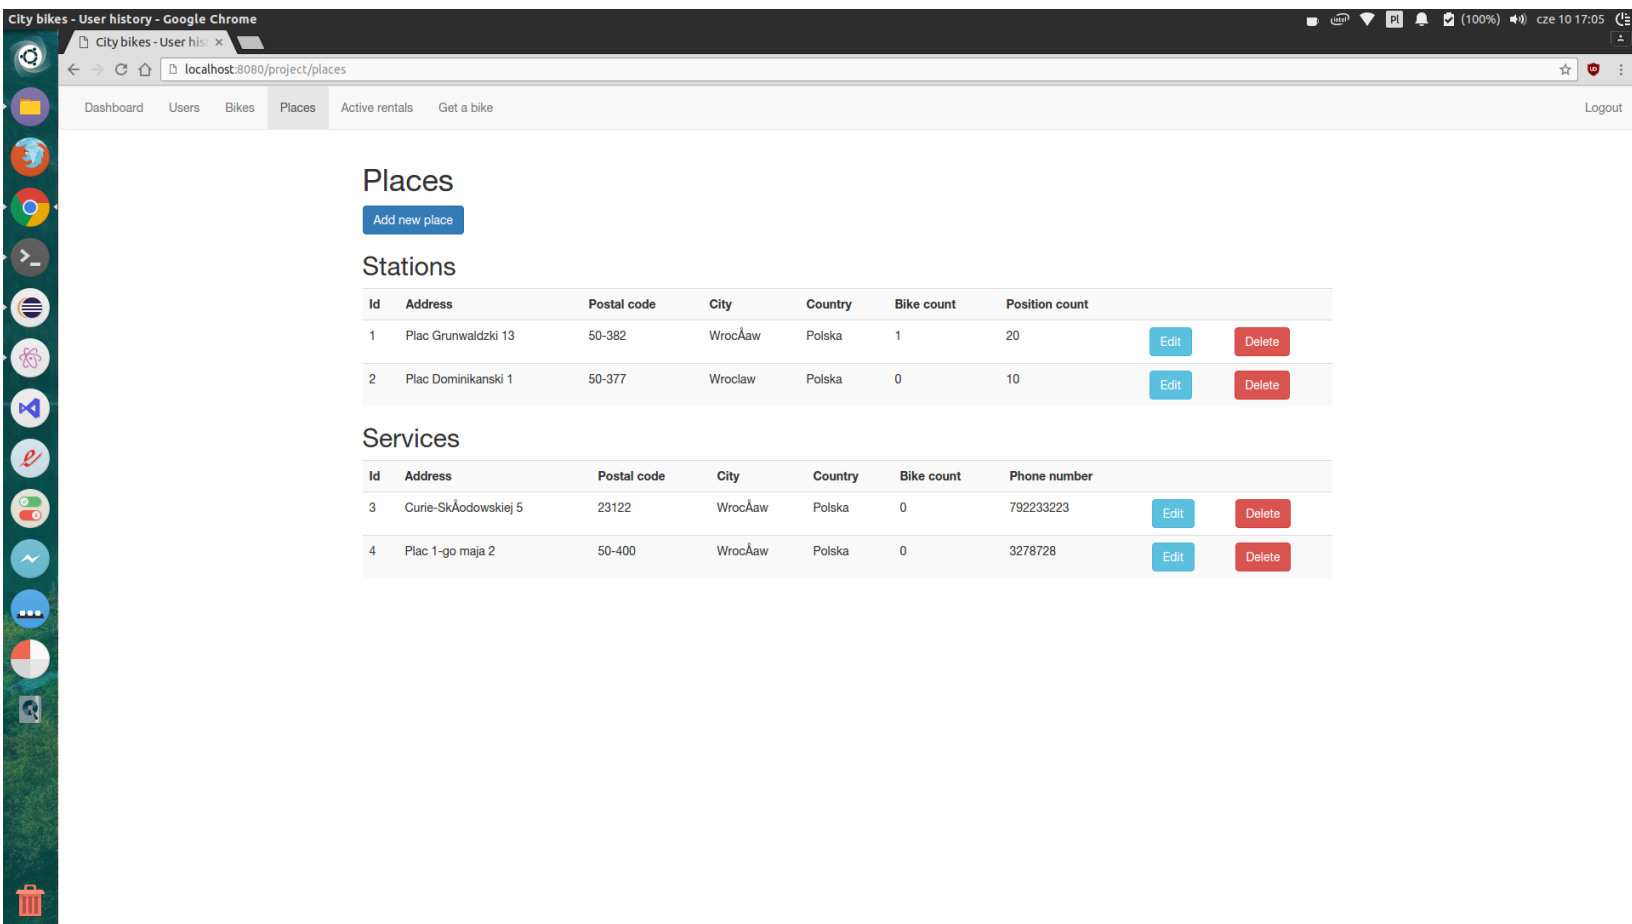 City bikes - User history - Google Chrome
intel
Pl
(100%)
cze 10 17:05
City bikes - User his
localhost:8080/project/places
Dashboard Users Bikes Places Active rentals Get a bike Logout
Places
Add new place
Stations
Id Address Postal code City Country Bike count Position count
1 Plac Grunwaldzki 13 50-382 WrocÅaw Polska 1 20 Edit Delete
2 Plac Dominikanski 1 50-377 Wroclaw Polska 0 10 Edit Delete
Services
Id Address Postal code City Country Bike count Phone number
3 Curie-SkÅodowskiej 5 23122 WrocÅaw Polska 0 792233223 Edit Delete
4 Plac 1-go maja 2 50-400 WrocÅaw Polska 0 3278728 Edit Delete